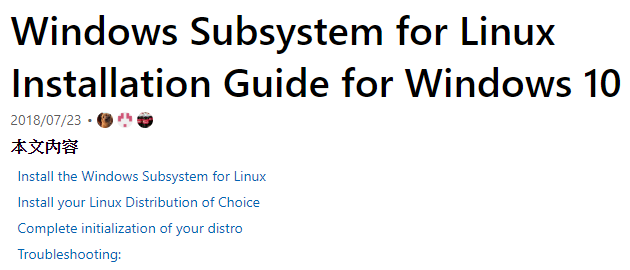 Windows Subsystem for Linux
Installation Guide for Windows 10
2018/07/23 •
本文内容
Install the Windows Subsystem for Linux
Install your Linux Distribution of Choice
Complete initialization of your distro
Troubleshooting: